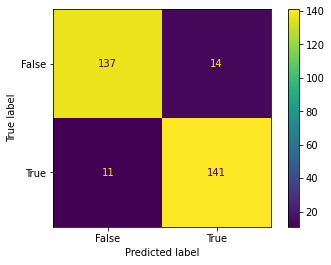 False
137
14
True
11
141
False
True
Predicted label
True label
140
120
100
80
60
40
20